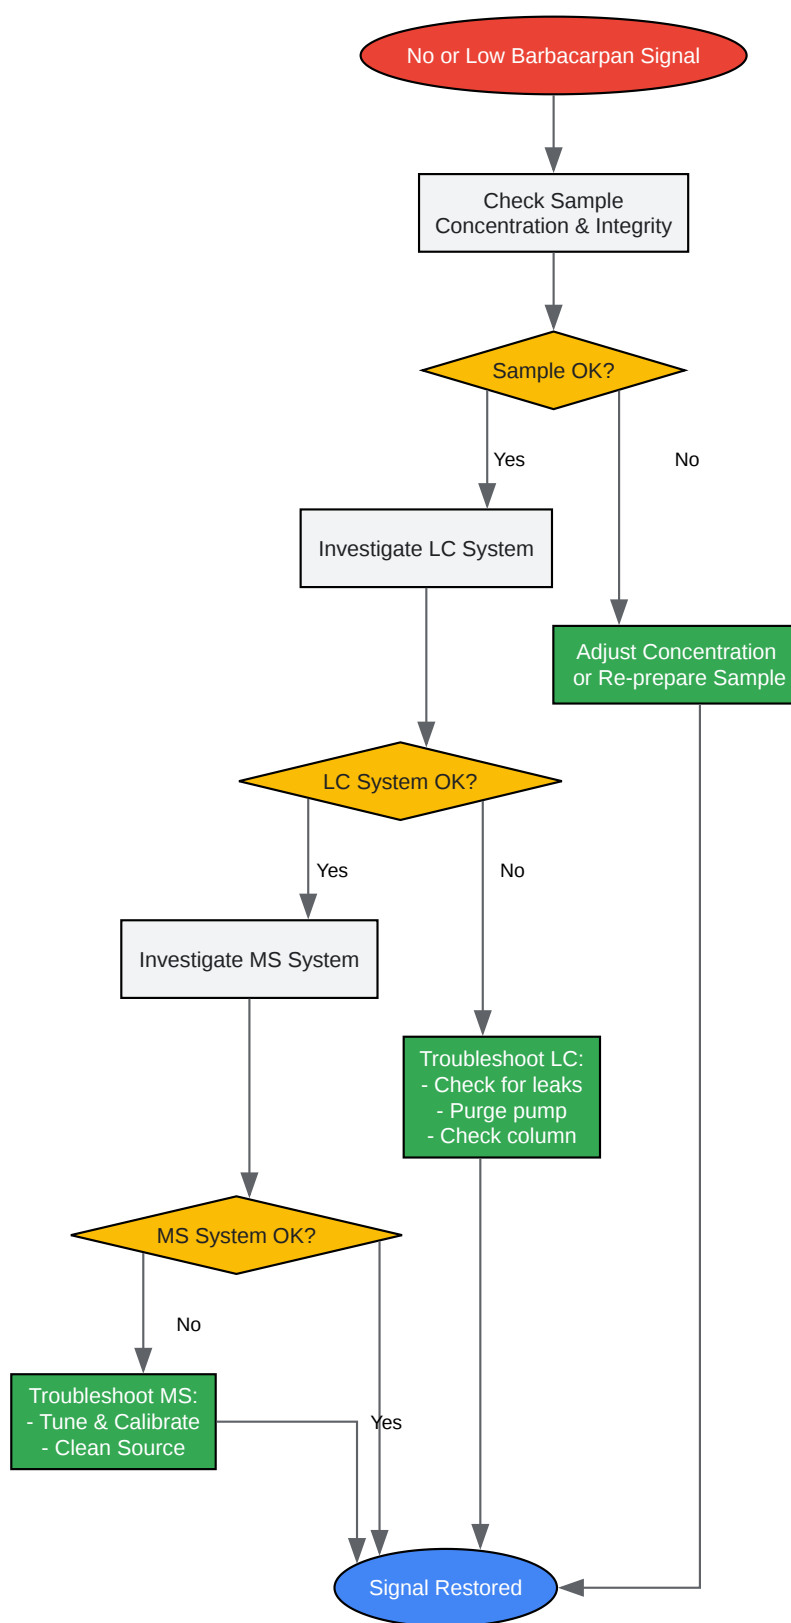 No or Low Barbacarpan Signal
Check Sample
Concentration & Integrity
Sample OK?
Yes
No
Investigate LC System
Adjust Concentration
or Re-prepare Sample
LC System OK?
Yes
No
Investigate MS System
Troubleshoot LC:
- Check for leaks
- Purge pump
- Check column
MS System OK?
No
Troubleshoot MS:
- Tune & Calibrate
- Clean Source
Yes
Signal Restored